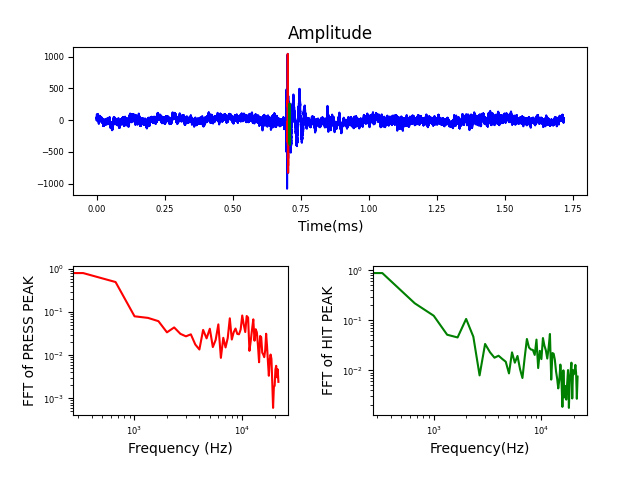 Amplitude
1000
500
0
−500
−1000
0.00 0.25 0.50 0.75 1.00 1.25 1.50 1.75
Time(ms)
FFT of PRESS PEAK
10⁰
10⁻¹
10⁻²
10⁻³
10³ 10⁴
Frequency (Hz)
FFT of HIT PEAK
10⁰
10⁻¹
10⁻²
10³ 10⁴
Frequency(Hz)